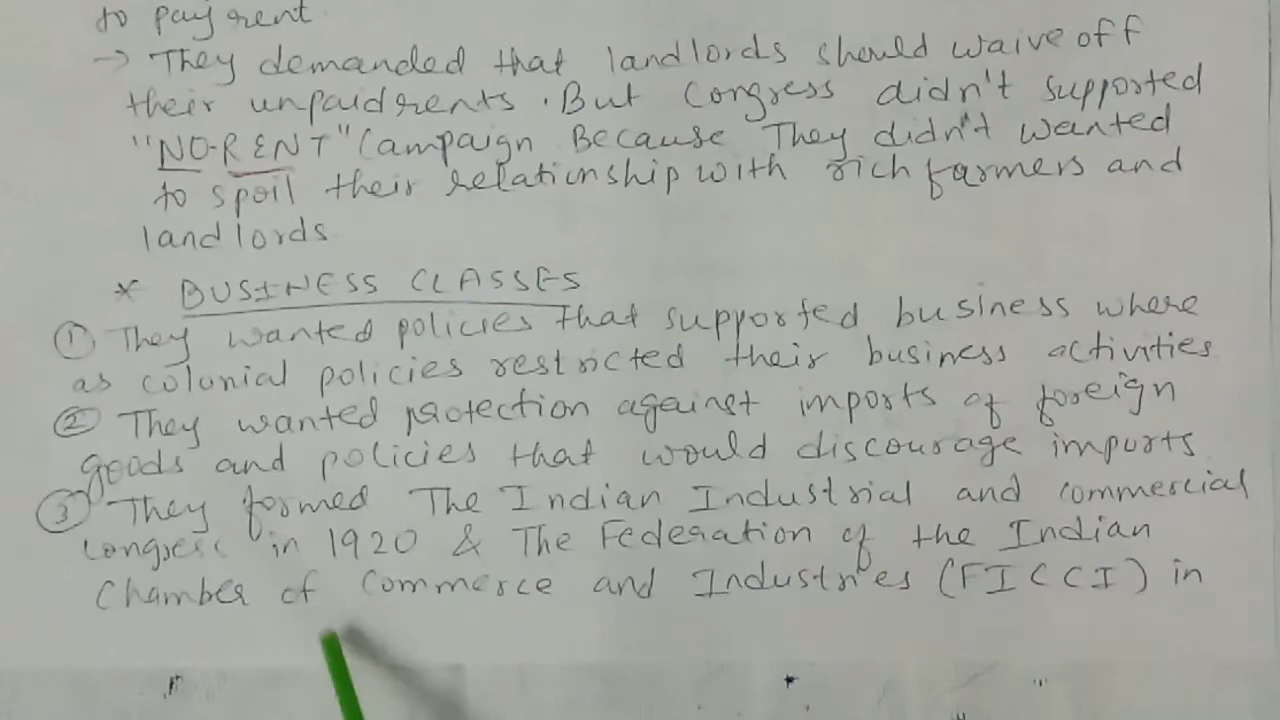 to pay rent
→ They demanded that landlords should waive off
their unpaid rents. But Congress didn't supported
"NO-RENT" Campaign Because They didn't wanted
to spoil their relationship with rich farmers and
landlords
* BUSINESS CLASSES
① They wanted policies that supported business where
as colonial policies restricted their business activities
② They wanted protection against imports of foreign
goods and policies that would discourage imports
③ They formed The Indian Industrial and commercial
congress in 1920 & The Federation of the Indian
Chamber of Commerce and Industries (FICCI) in